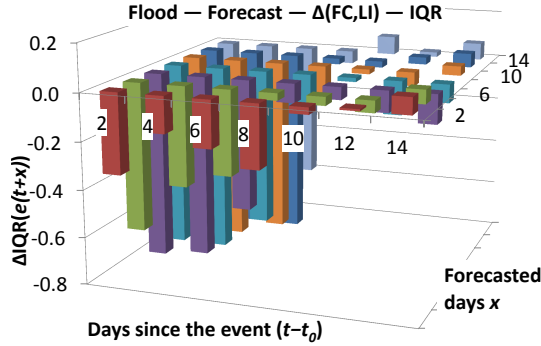 Flood — Forecast — Δ(FC,LI) — IQR
0.2
0.0
-0.2
-0.4
-0.6
-0.8
ΔIQR(e(t+x))
2 4 6 8 10 12 14
Days since the event (t−t₀)
14
10
6
2
Forecasted
days x